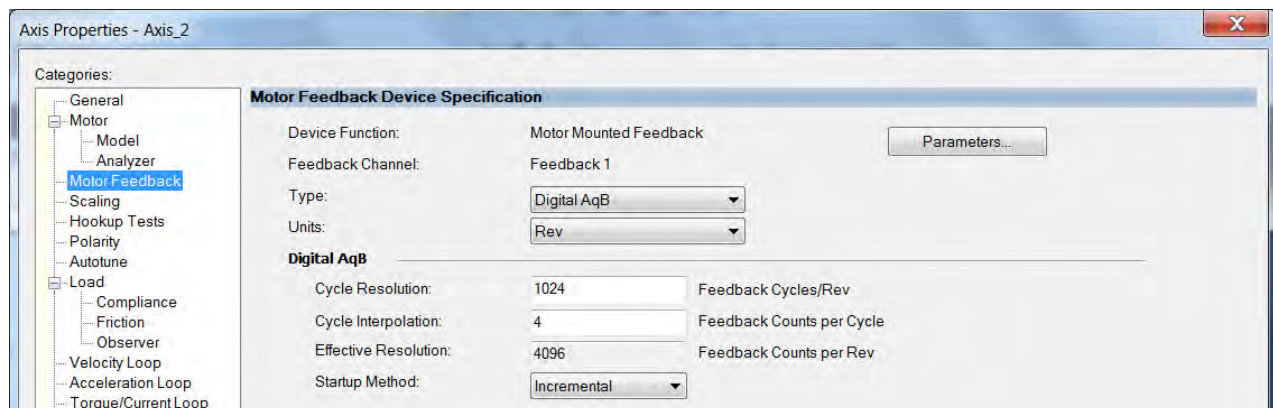 Axis Properties - Axis_2
X
Categories:
General
Motor
Model
Analyzer
Motor Feedback
Scaling
Hookup Tests
Polarity
Autotune
Load
Compliance
Friction
Observer
Velocity Loop
Acceleration Loop
Torque/Current Loop
Motor Feedback Device Specification
Device Function: Motor Mounted Feedback Parameters...
Feedback Channel: Feedback 1
Type: Digital AqB
Units: Rev
Digital AqB
Cycle Resolution: 1024 Feedback Cycles/Rev
Cycle Interpolation: 4 Feedback Counts per Cycle
Effective Resolution: 4096 Feedback Counts per Rev
Startup Method: Incremental